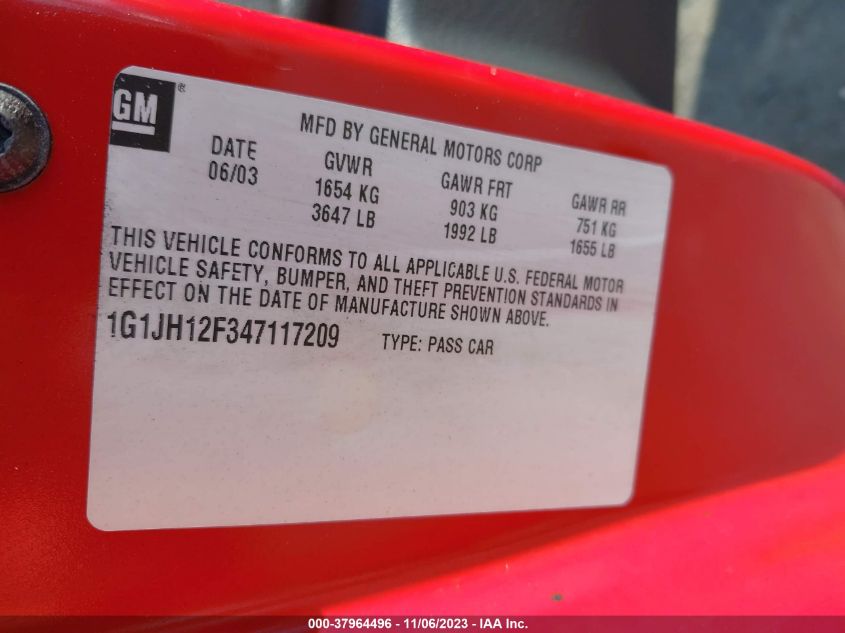 GM ®
MFD BY GENERAL MOTORS CORP
DATE GVWR GAWR FRT GAWR RR
06/03 1654 KG 903 KG 751 KG
3647 LB 1992 LB 1655 LB
THIS VEHICLE CONFORMS TO ALL APPLICABLE U.S. FEDERAL MOTOR
VEHICLE SAFETY, BUMPER, AND THEFT PREVENTION STANDARDS IN
EFFECT ON THE DATE OF MANUFACTURE SHOWN ABOVE.
1G1JH12F347117209 TYPE: PASS CAR
000-37964496 - 11/06/2023 - IAA Inc.